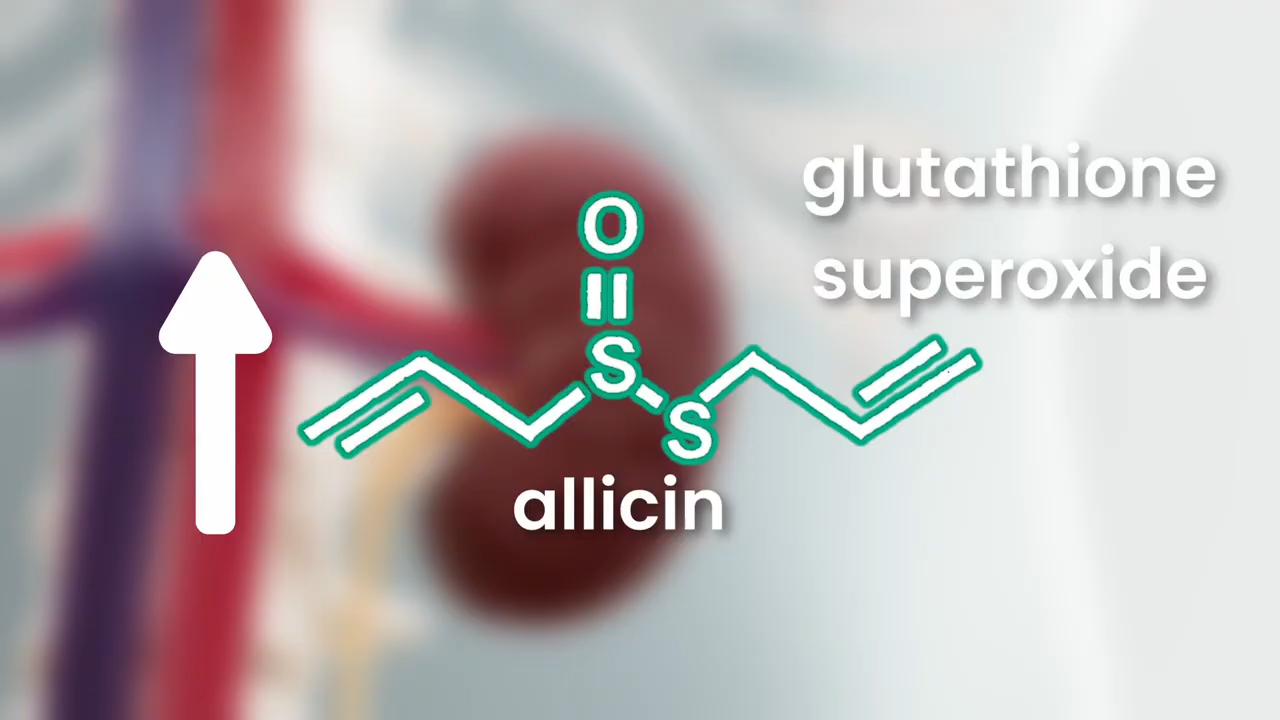 glutathione
superoxide
O
S
S
allicin